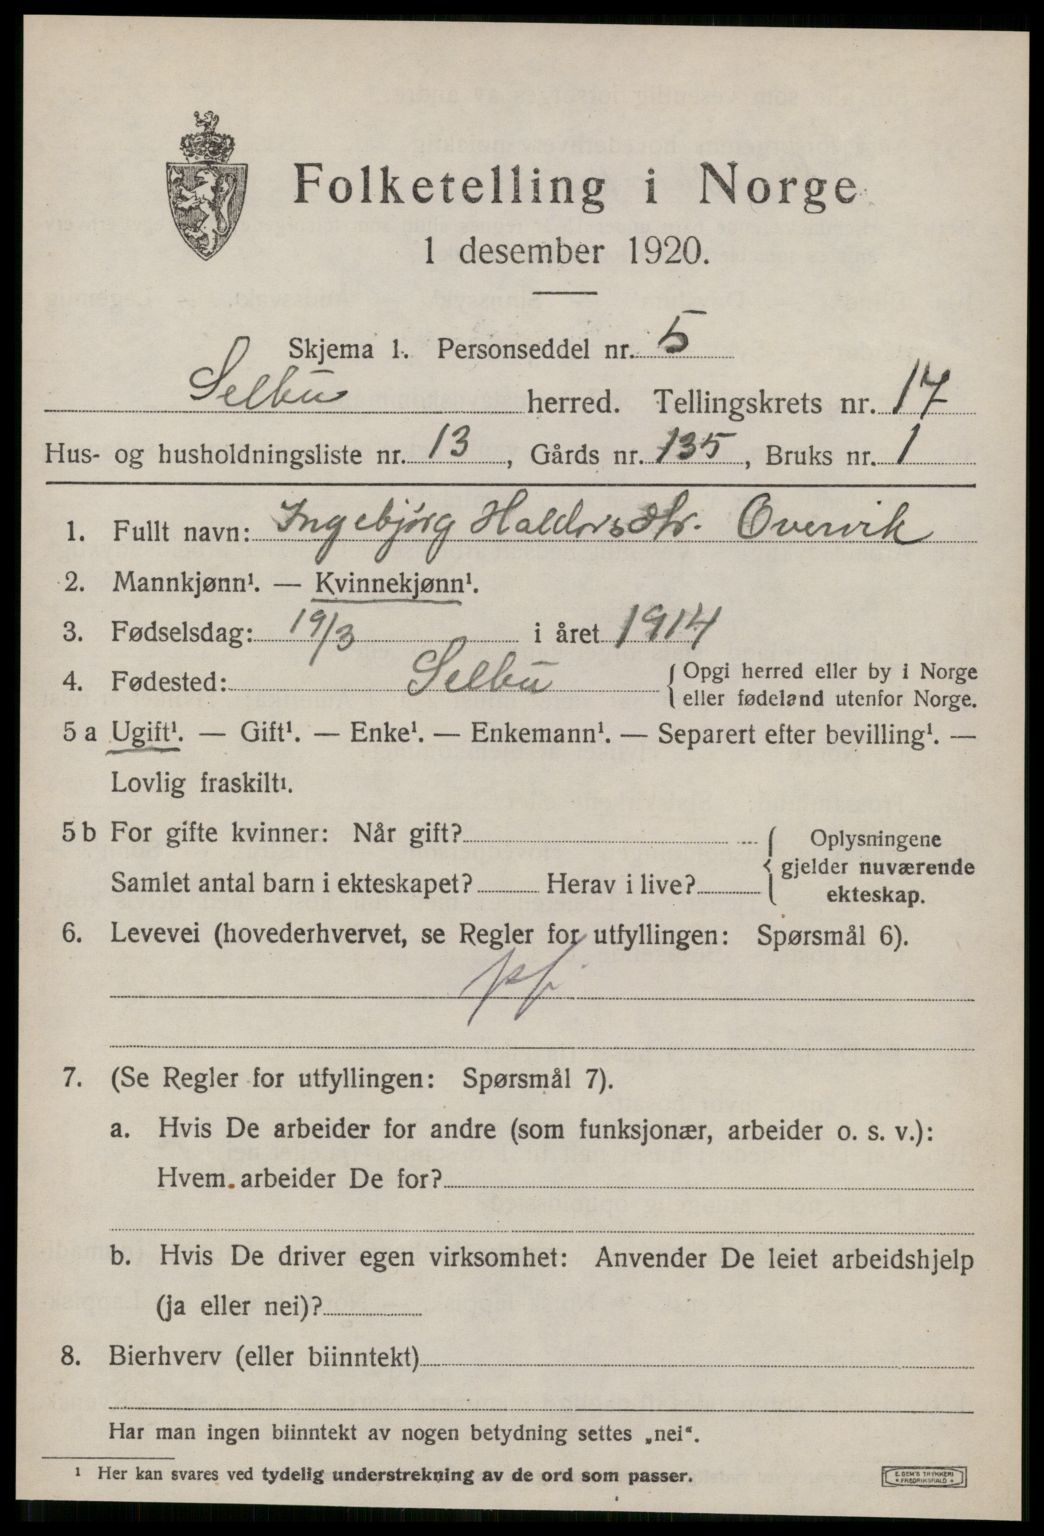 Folketelling i Norge
1 desember 1920.
Skjema 1. Personseddel nr. 5
Selbu herred. Tellingskrets nr. 17
Hus- og husholdningsliste nr. 13, Gårds nr. 135, Bruks nr. 1
1. Fullt navn: Ingebjørg Haldorsdtr. Overvik
2. Mannkjønn¹. — Kvinnekjønn¹.
3. Fødselsdag: 19/3 i året 1914
4. Fødested: Selbu { Opgi herred eller by i Norge
eller fødeland utenfor Norge.
5 a Ugift¹. — Gift¹. — Enke¹. — Enkemann¹. — Separert efter bevilling¹. —
Lovlig fraskilt¹.
5 b For gifte kvinner: Når gift? { Oplysningene
gjelder nuværende
Samlet antal barn i ekteskapet? Herav i live?
ekteskap.
6. Levevei (hovederhvervet, se Regler for utfyllingen: Spørsmål 6).
7. (Se Regler for utfyllingen: Spørsmål 7).
a. Hvis De arbeider for andre (som funksjonær, arbeider o. s. v.):
Hvem arbeider De for?
b. Hvis De driver egen virksomhet: Anvender De leiet arbeidshjelp
(ja eller nei)?
8. Bierhverv (eller biinntekt)
Har man ingen biinntekt av nogen betydning settes „nei".
¹ Her kan svares ved tydelig understrekning av de ord som passer.
E. SEM'S TRYKKERI
FREDRIKSHALD